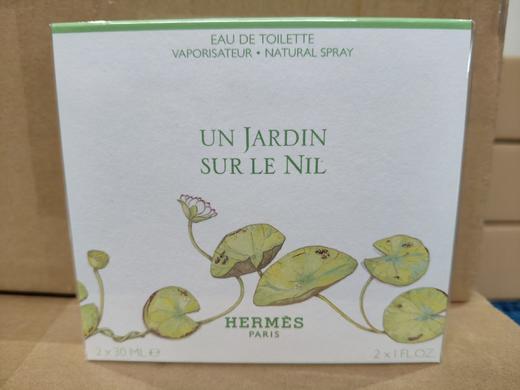 EAU DE TOILETTE
VAPORISATEUR • NATURAL SPRAY
UN JARDIN
SUR LE NIL
HERMÈS
PARIS
2 x 30 ML ℮
2 x 1 FL.OZ